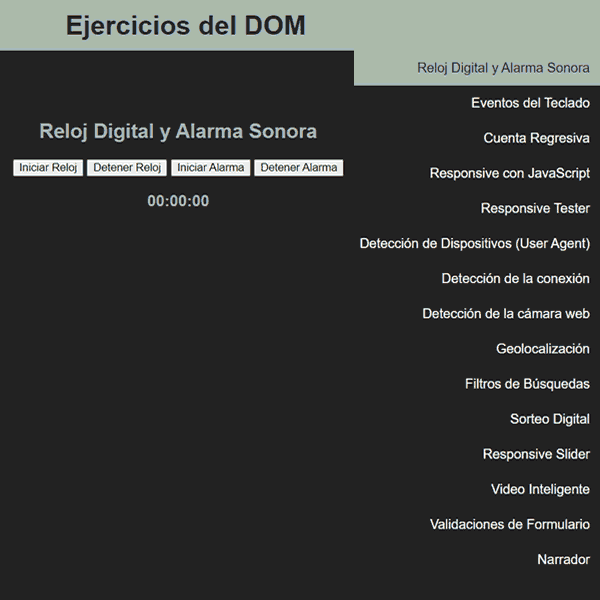 Ejercicios del DOM
Reloj Digital y Alarma Sonora
Iniciar Reloj Detener Reloj Iniciar Alarma Detener Alarma
00:00:00
Reloj Digital y Alarma Sonora
Eventos del Teclado
Cuenta Regresiva
Responsive con JavaScript
Responsive Tester
Detección de Dispositivos (User Agent)
Detección de la conexión
Detección de la cámara web
Geolocalización
Filtros de Búsquedas
Sorteo Digital
Responsive Slider
Video Inteligente
Validaciones de Formulario
Narrador